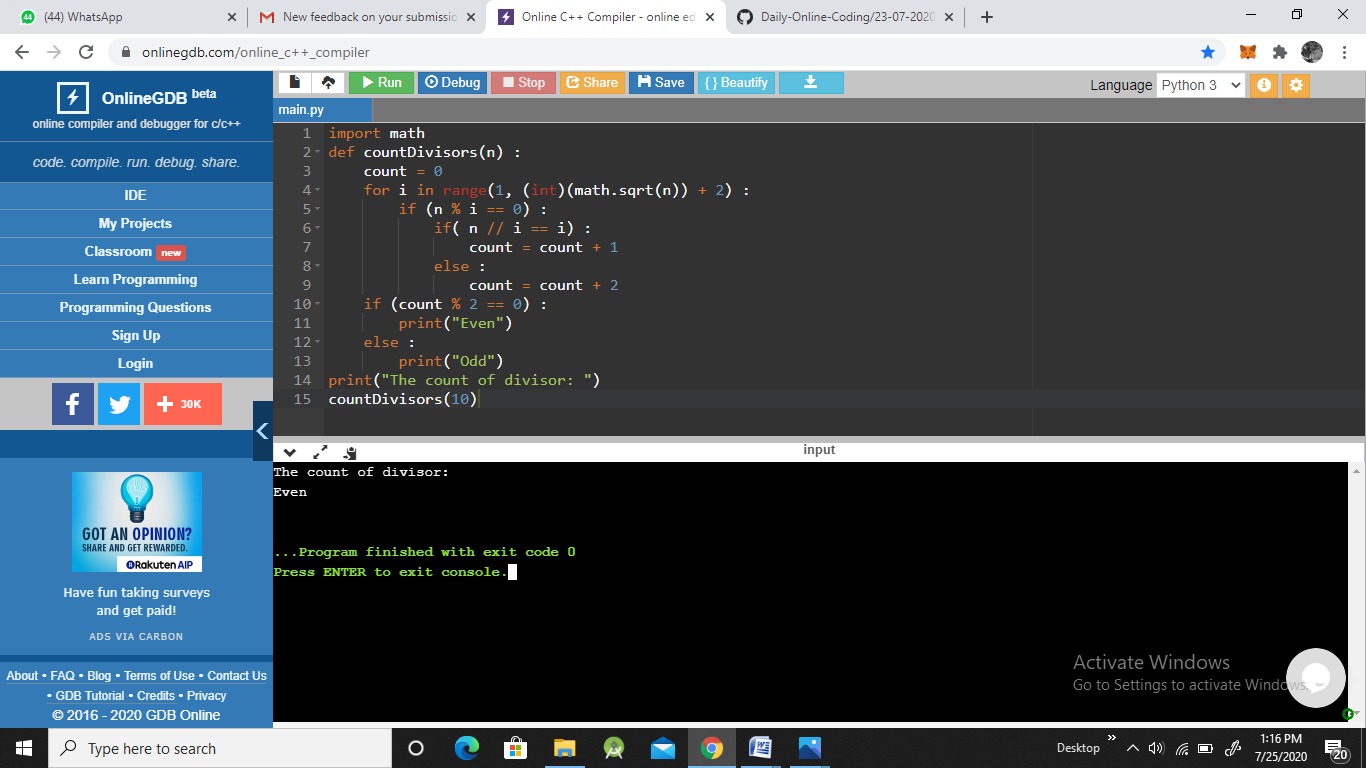 44 (44) WhatsApp
New feedback on your submissic
Online C++ Compiler - online ed
Daily-Online-Coding/23-07-2020
onlinegdb.com/online_c++_compiler
OnlineGDB beta
online compiler and debugger for c/c++
code. compile. run. debug. share.
IDE
My Projects
Classroom new
Learn Programming
Programming Questions
Sign Up
Login
f + 30K
GOT AN OPINION?
SHARE AND GET REWARDED.
Rakuten AIP
Have fun taking surveys
and get paid!
ADS VIA CARBON
About • FAQ • Blog • Terms of Use • Contact Us
• GDB Tutorial • Credits • Privacy
© 2016 - 2020 GDB Online
Run Debug Stop Share Save { } Beautify
Language Python 3
main.py
1 import math
2 def countDivisors(n) :
3     count = 0
4     for i in range(1, (int)(math.sqrt(n)) + 2) :
5         if (n % i == 0) :
6             if( n // i == i) :
7                 count = count + 1
8             else :
9                 count = count + 2
10     if (count % 2 == 0) :
11         print("Even")
12     else :
13         print("Odd")
14 print("The count of divisor: ")
15 countDivisors(10)
input
The count of divisor:
Even
...Program finished with exit code 0
Press ENTER to exit console.
Activate Windows
Go to Settings to activate Windows.
Type here to search
Desktop
1:16 PM
7/25/2020
20